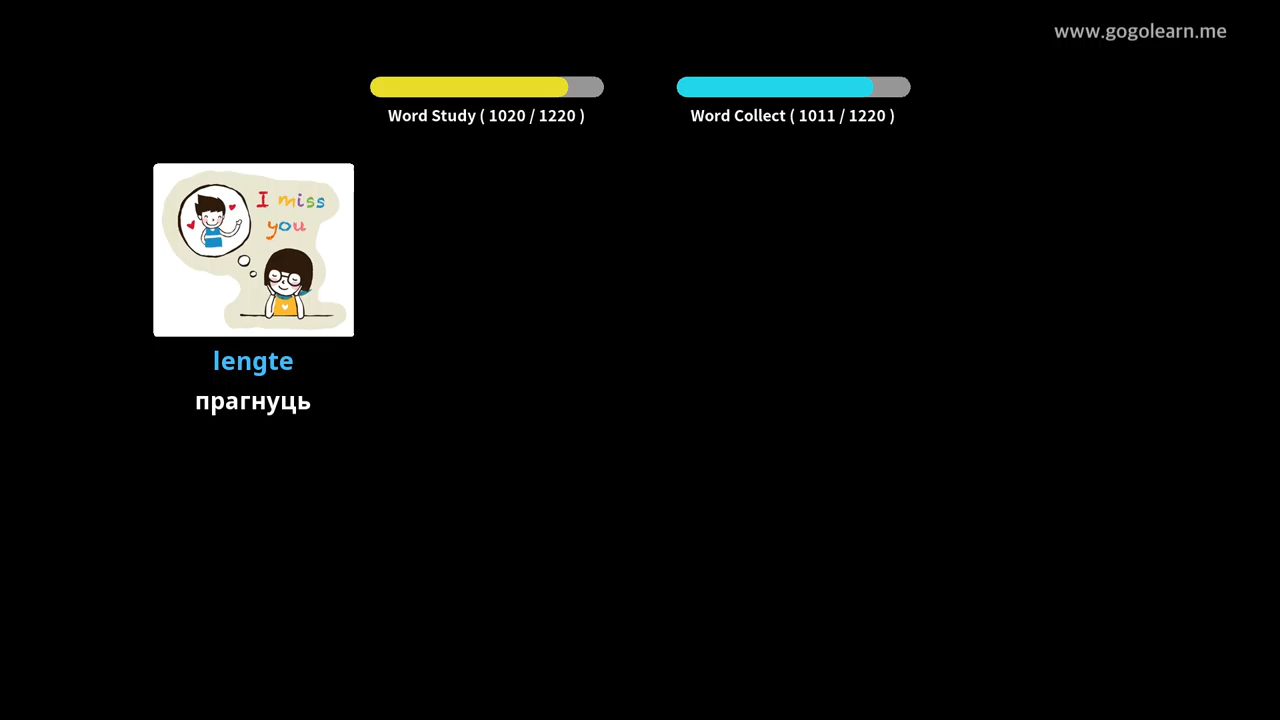 www.gogolearn.me
Word Study ( 1020 / 1220 )
Word Collect ( 1011 / 1220 )
I miss
you
lengte
прагнуць